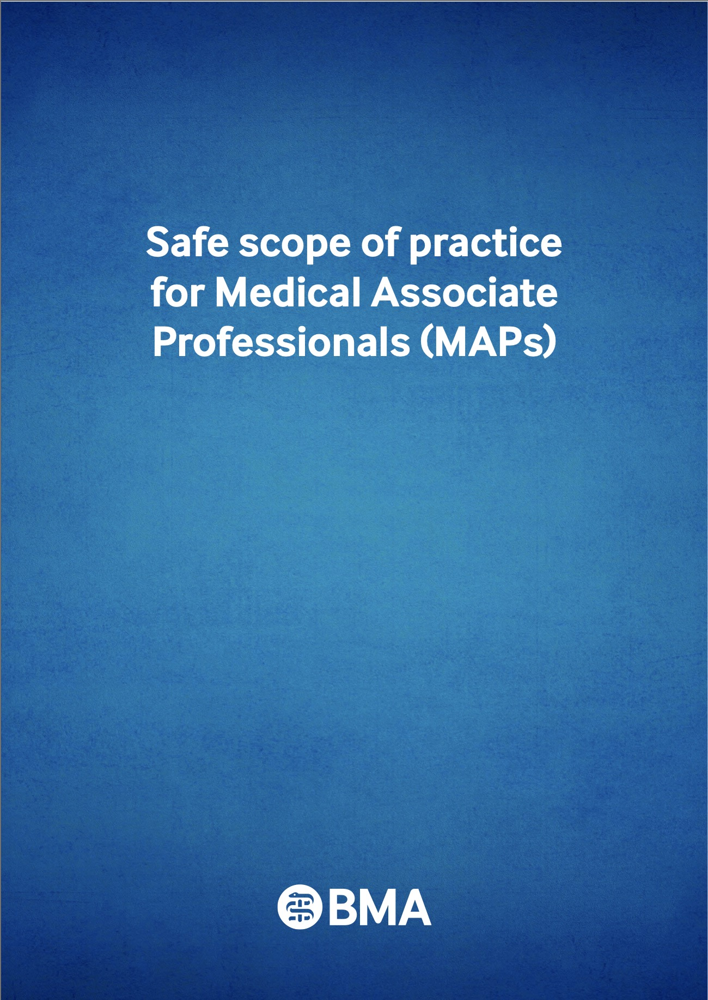 Safe scope of practice
for Medical Associate
Professionals (MAPs)
BMA